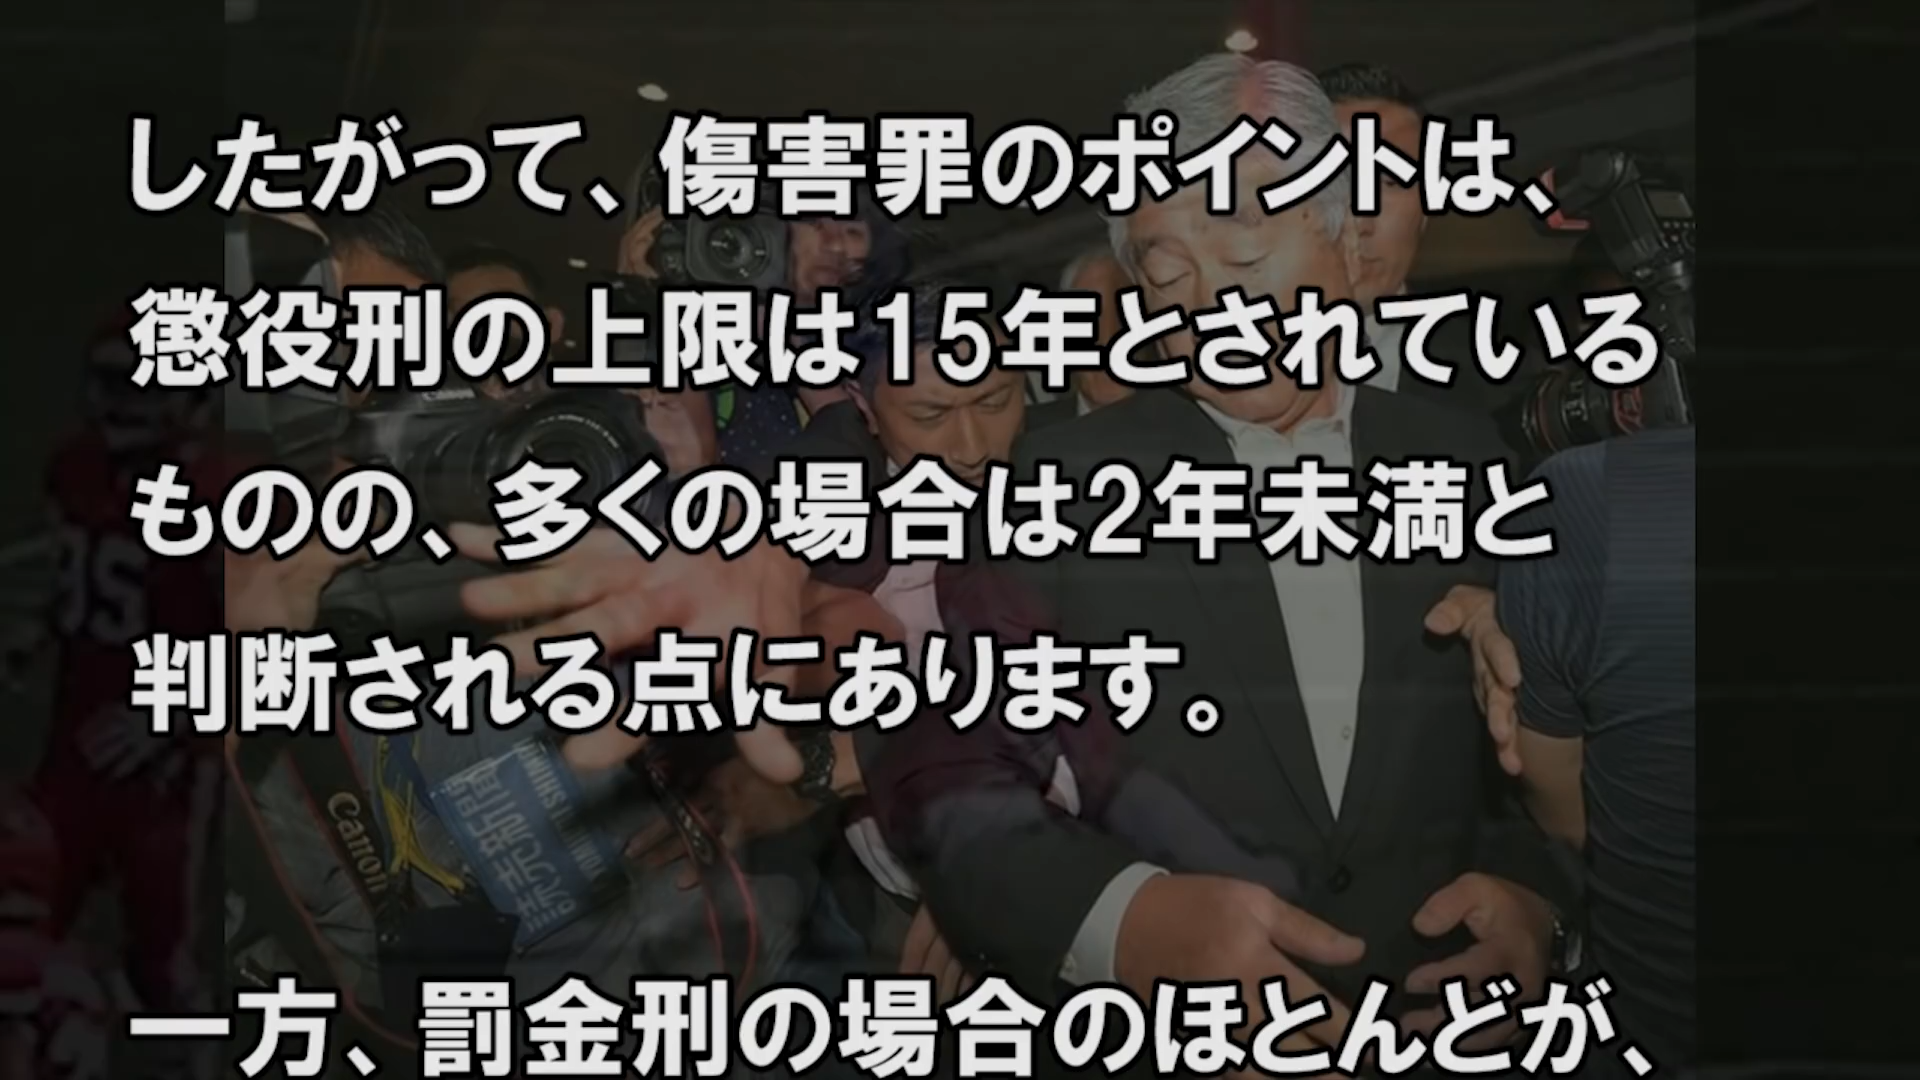 したがって、傷害罪のポイントは、
懲役刑の上限は15年とされている
ものの、多くの場合は2年未満と
判断される点にあります。
一方、罰金刑の場合のほとんどが、
Canon
95